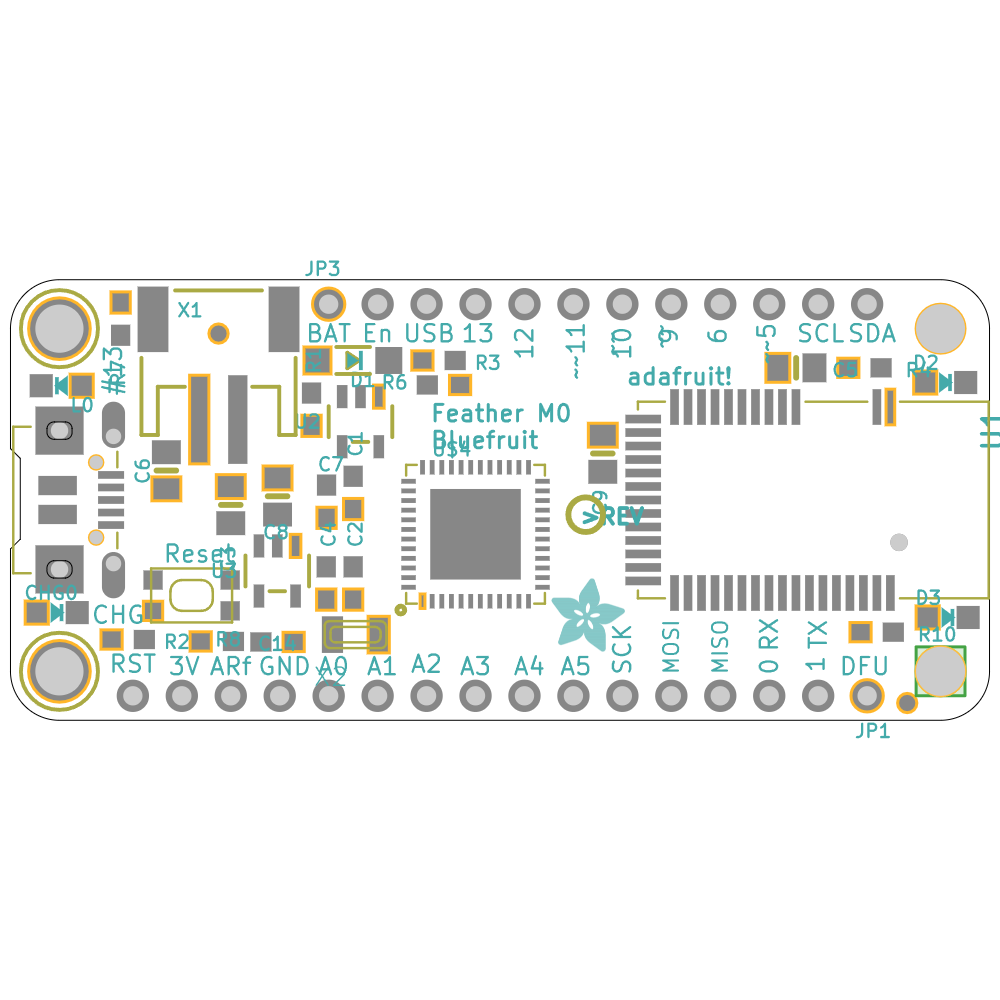 JP3
X1
BAT En USB 13 12 ~11 ~10 ~9 6 ~5 SCL SDA
R3
D2
#13
R7
D1
R6
adafruit!
L0
Feather M0
Bluefruit
U$4
U1
U2
C1
C7
C6
C9
>REV
C8
C4
C2
Reset
U3
CHG0
CHG
D3
R2
R8
R10
RST 3V ARf GND A0 A1 A2 A3 A4 A5 SCK MOSI MISO 0 RX 1 TX DFU
X2
JP1